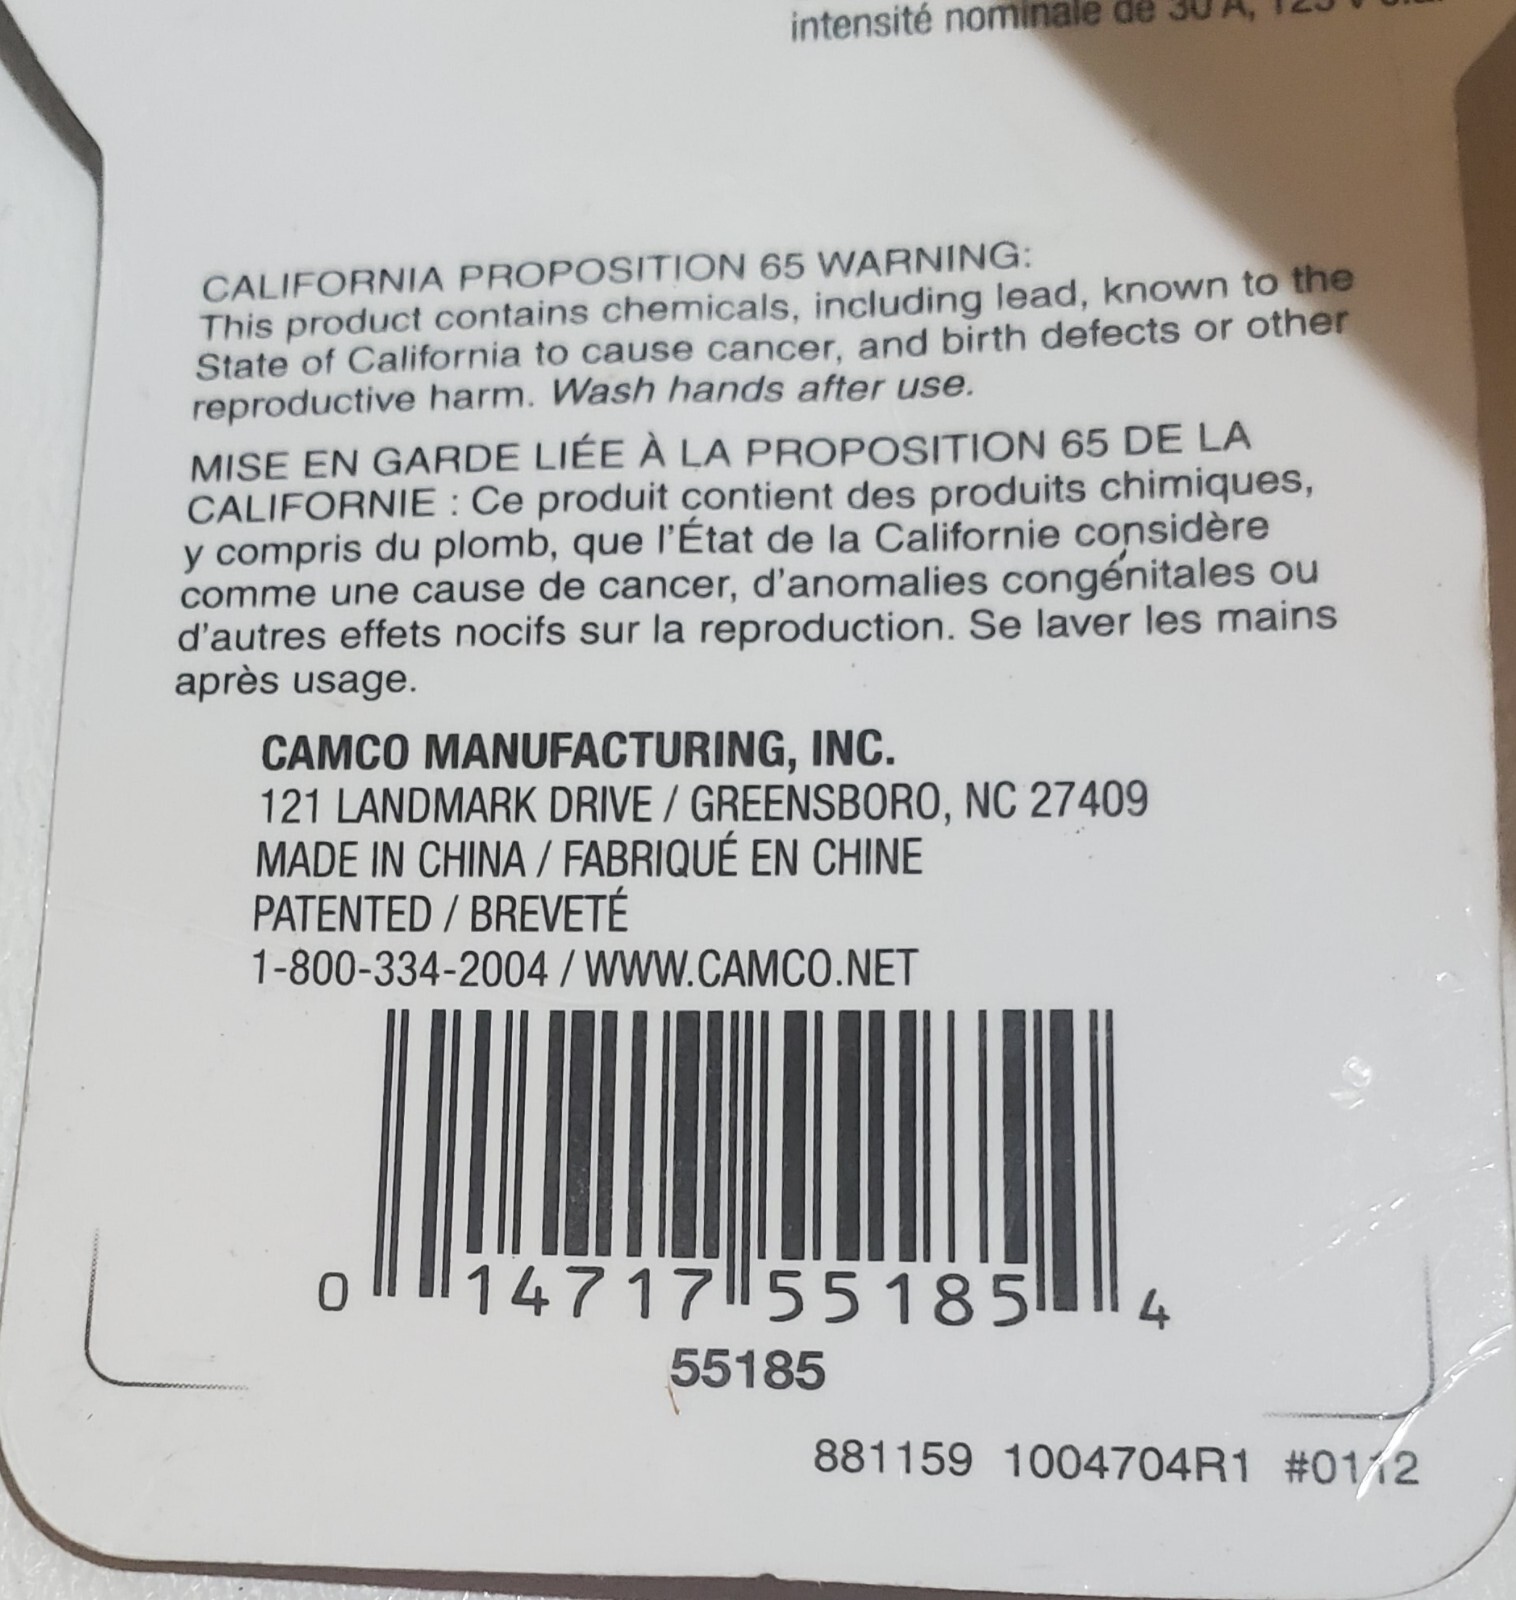 intensité nominale de 30 A, 125 V
CALIFORNIA PROPOSITION 65 WARNING:
This product contains chemicals, including lead, known to the
State of California to cause cancer, and birth defects or other
reproductive harm. Wash hands after use.
MISE EN GARDE LIÉE À LA PROPOSITION 65 DE LA
CALIFORNIE : Ce produit contient des produits chimiques,
y compris du plomb, que l'État de la Californie considère
comme une cause de cancer, d'anomalies congénitales ou
d'autres effets nocifs sur la reproduction. Se laver les mains
après usage.
CAMCO MANUFACTURING, INC.
121 LANDMARK DRIVE / GREENSBORO, NC 27409
MADE IN CHINA / FABRIQUÉ EN CHINE
PATENTED / BREVETÉ
1-800-334-2004 / WWW.CAMCO.NET
0 14717 55185 4
55185
881159 1004704R1 #0112